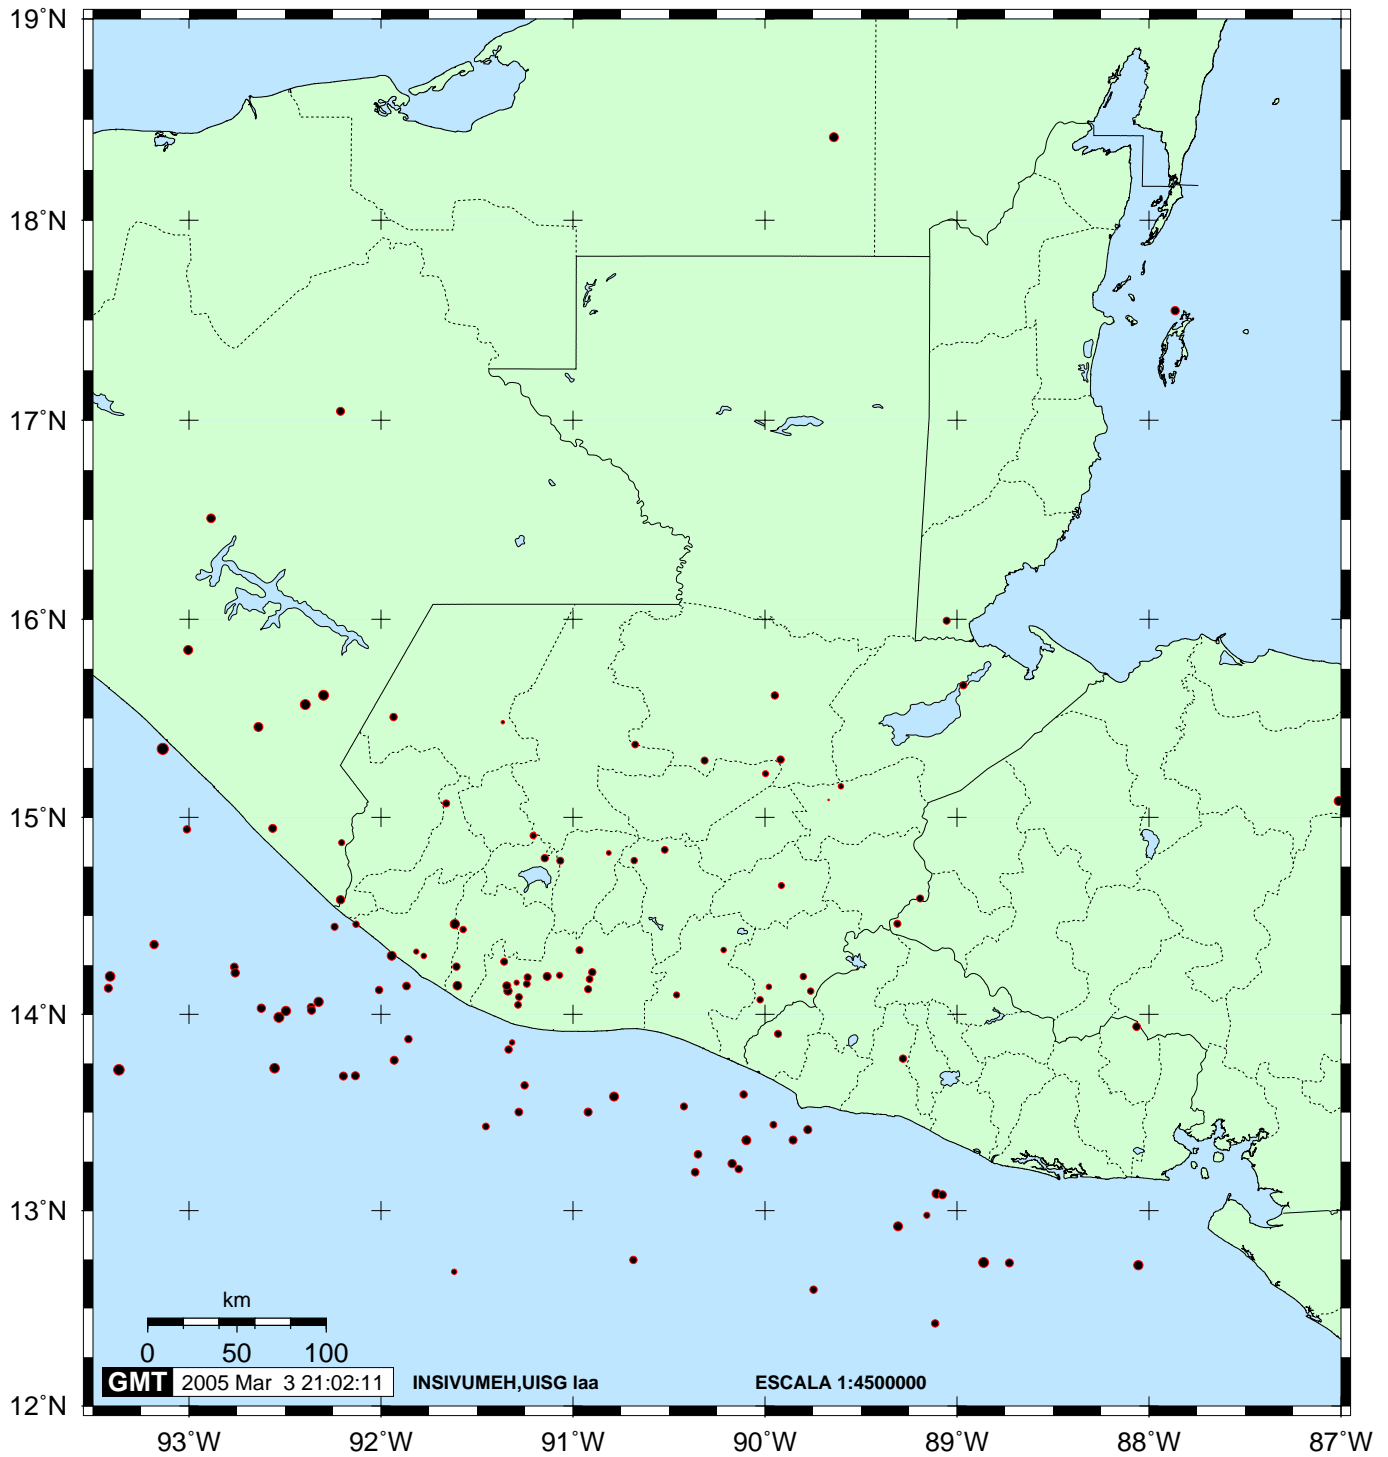 19°N
18°N
17°N
16°N
15°N
14°N
13°N
12°N
km
0 50 100
GMT 2005 Mar 3 21:02:11 INSIVUMEH,UISG laa ESCALA 1:4500000
93°W 92°W 91°W 90°W 89°W 88°W 87°W